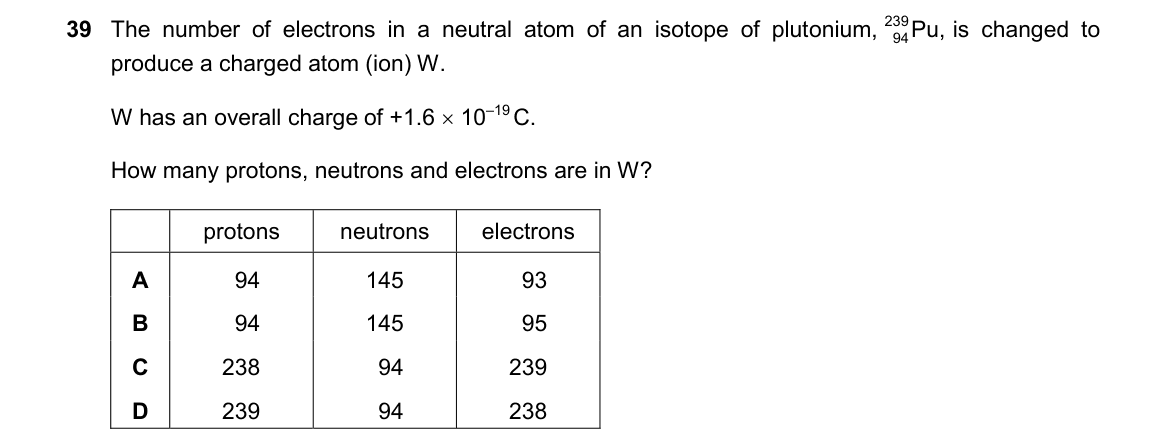 39 The number of electrons in a neutral atom of an isotope of plutonium, ²³⁹₉₄Pu, is changed to
produce a charged atom (ion) W.
W has an overall charge of +1.6 × 10⁻¹⁹ C.
How many protons, neutrons and electrons are in W?
protons neutrons electrons
A 94 145 93
B 94 145 95
C 238 94 239
D 239 94 238